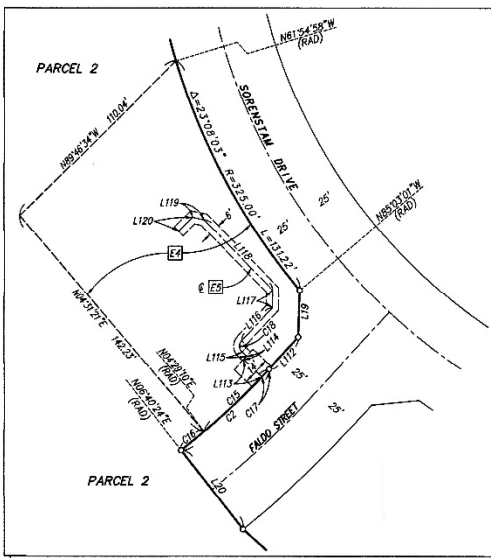 N61°54'58"W
(RAD)
PARCEL 2
SORENSTAM DRIVE
N89°46'34"W
110.04'
Δ=23°08'03"
R=325.00'
L=131.22'
N85°03'01"W
(RAD)
L119
L120
6'
25'
25'
L118
E4
E5
L117
L19
L116
C18
N04°31'21"E
142.23'
L115
L114
L112
L113
N04°29'10"E
(RAD)
25'
N06°40'24"E
(RAD)
C15
C2
C17
25'
C16
FALDO STREET
L20
PARCEL 2